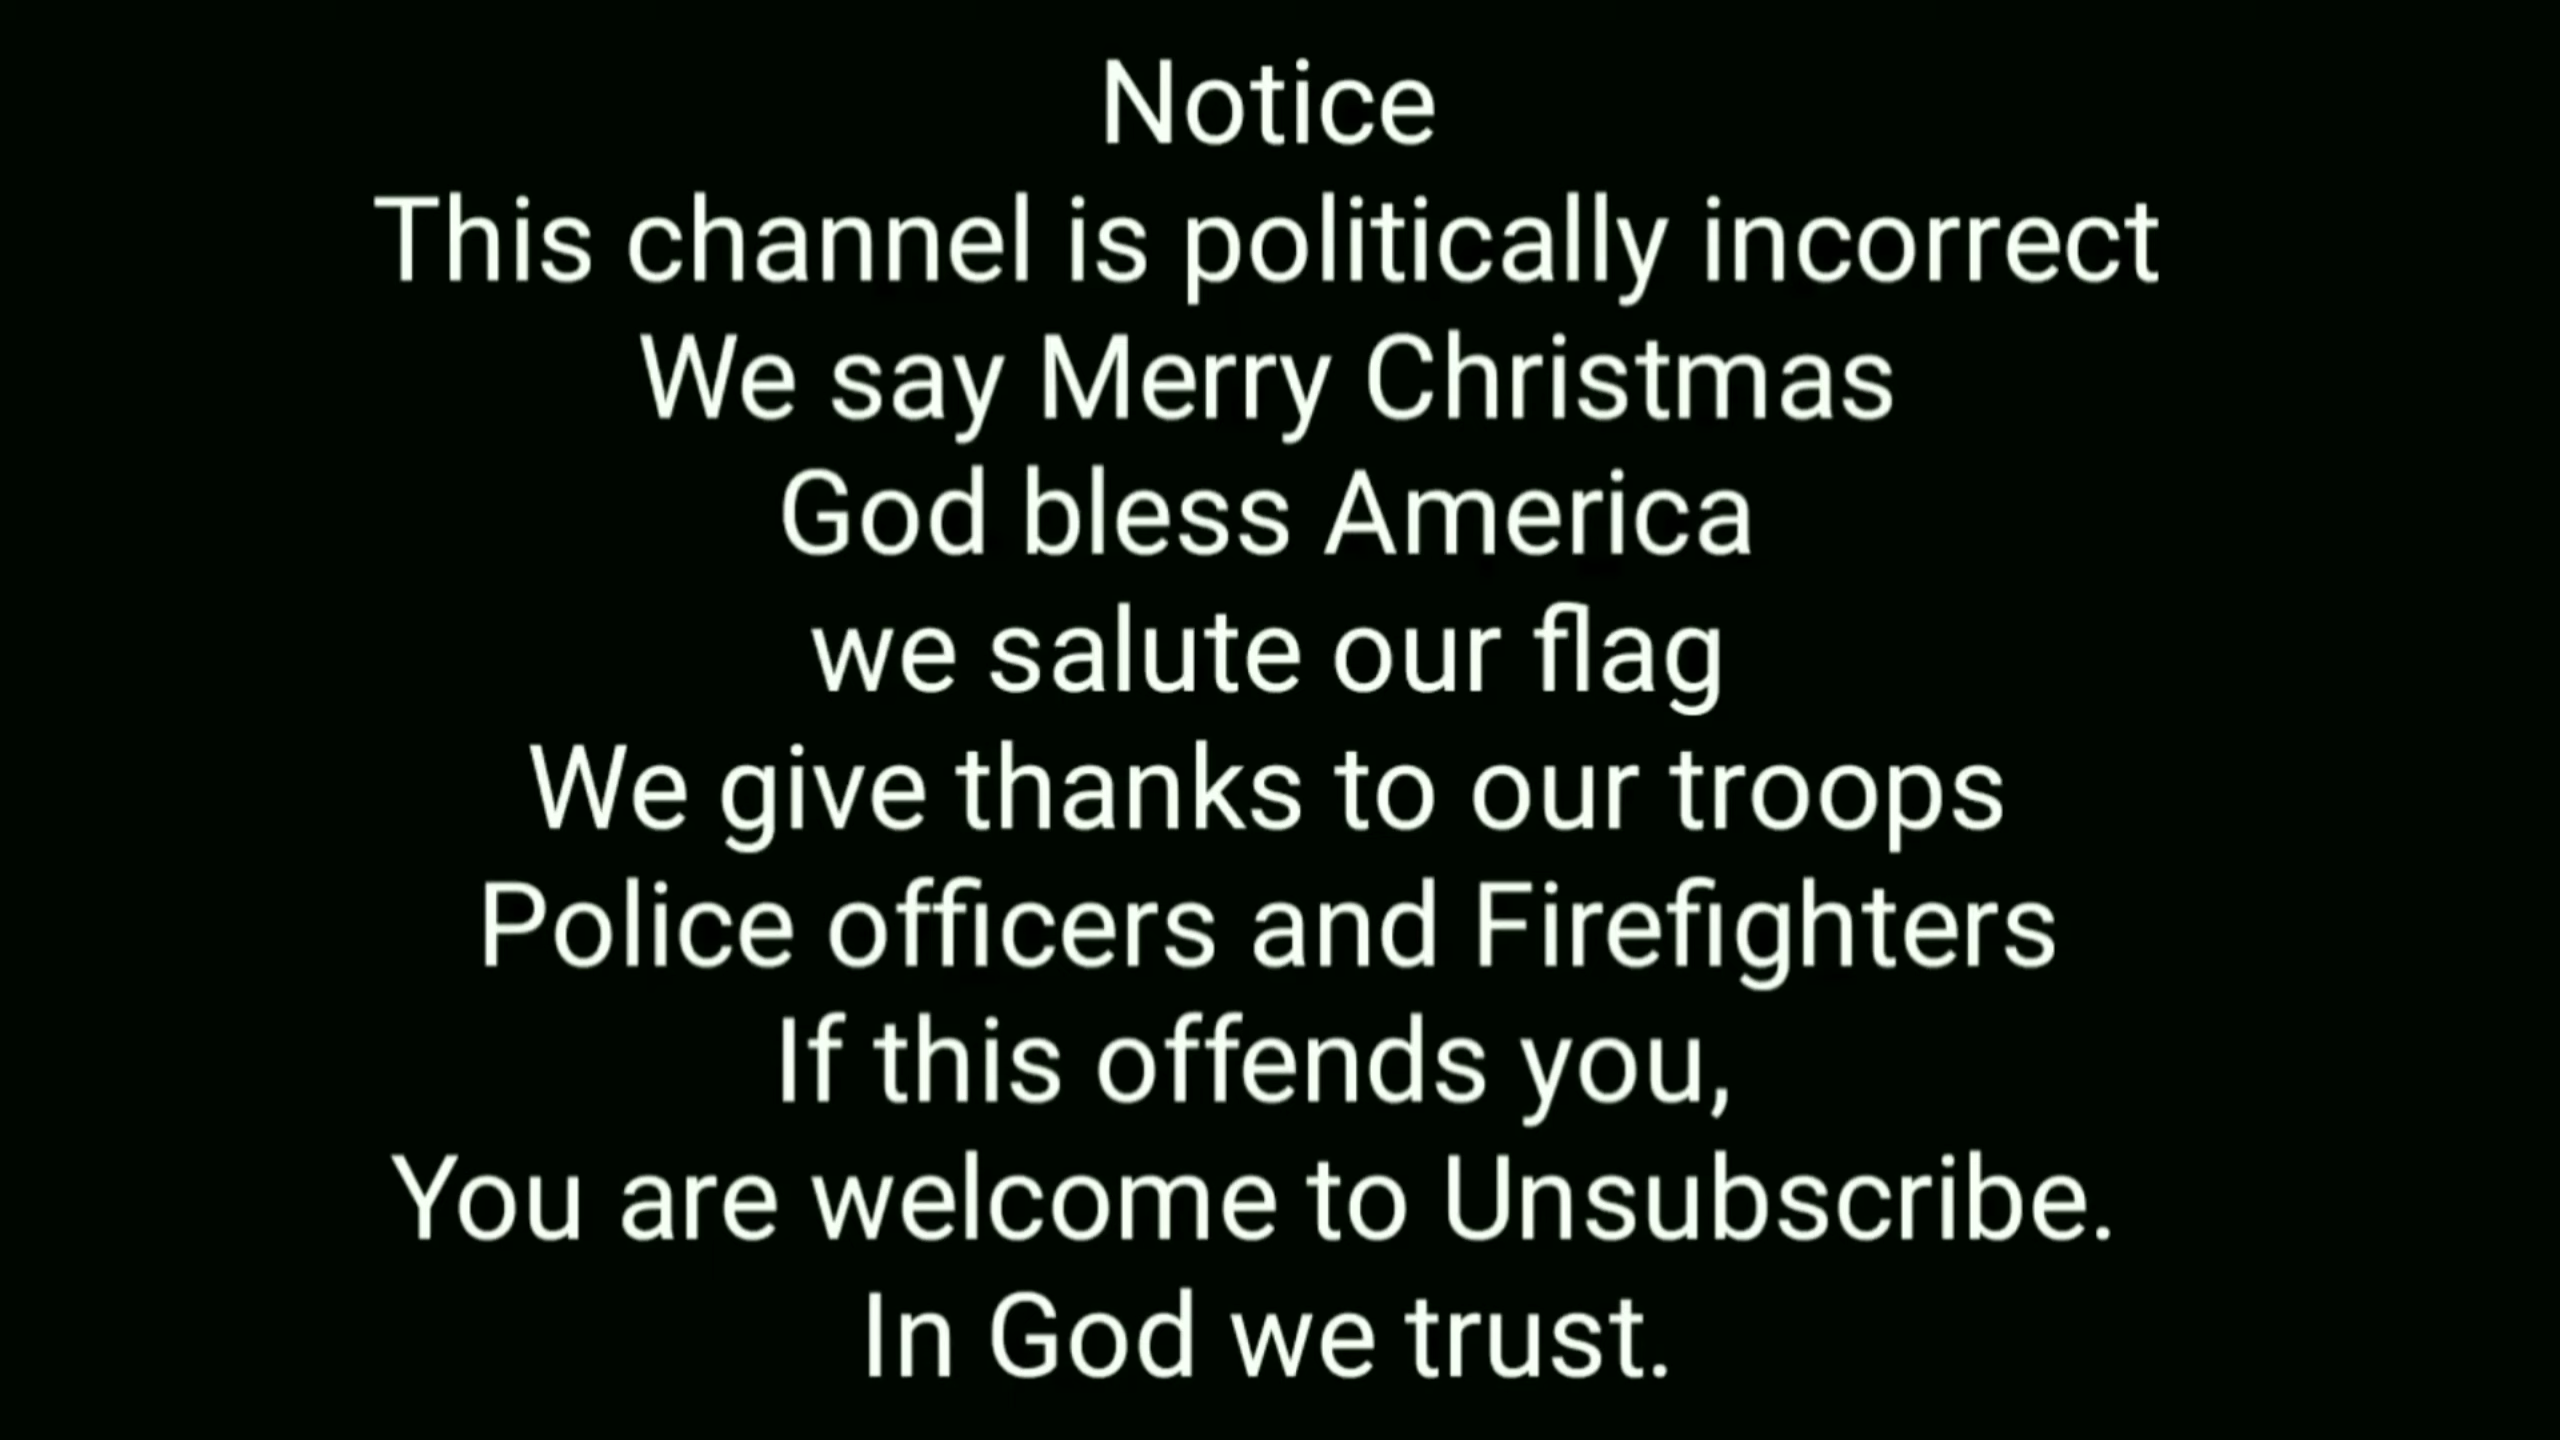 Notice
This channel is politically incorrect
We say Merry Christmas
God bless America
we salute our flag
We give thanks to our troops
Police officers and Firefighters
If this offends you,
You are welcome to Unsubscribe.
In God we trust.